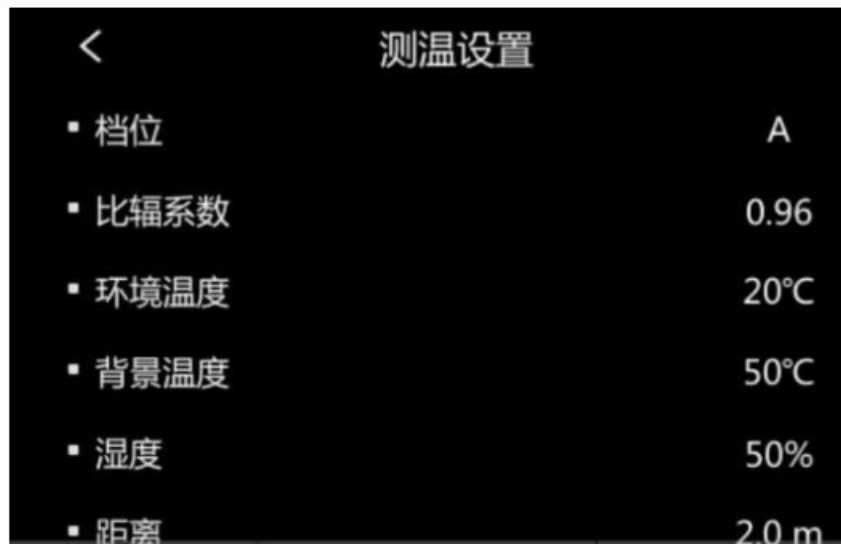 测温设置
档位 A
比辐系数 0.96
环境温度 20℃
背景温度 50℃
湿度 50%
距离 2.0 m